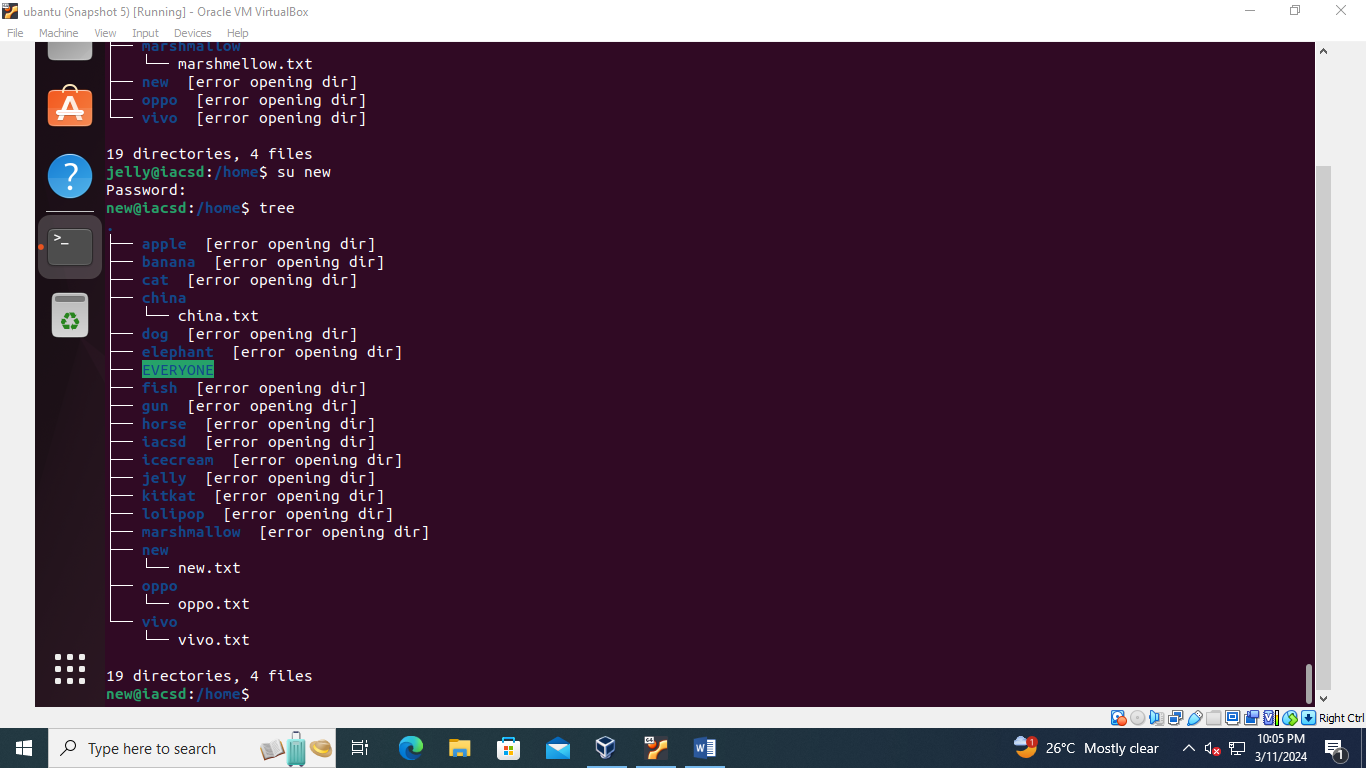 ubantu (Snapshot 5) [Running] - Oracle VM VirtualBox
File Machine View Input Devices Help
├── marshmallow
│   └── marshmellow.txt
├── new  [error opening dir]
├── oppo  [error opening dir]
└── vivo  [error opening dir]
19 directories, 4 files
jelly@iacsd:/home$ su new
Password:
new@iacsd:/home$ tree
.
├── apple  [error opening dir]
├── banana  [error opening dir]
├── cat  [error opening dir]
├── china
│   └── china.txt
├── dog  [error opening dir]
├── elephant  [error opening dir]
├── EVERYONE
├── fish  [error opening dir]
├── gun  [error opening dir]
├── horse  [error opening dir]
├── iacsd  [error opening dir]
├── icecream  [error opening dir]
├── jelly  [error opening dir]
├── kitkat  [error opening dir]
├── lolipop  [error opening dir]
├── marshmallow  [error opening dir]
├── new
│   └── new.txt
├── oppo
│   └── oppo.txt
└── vivo
    └── vivo.txt
19 directories, 4 files
new@iacsd:/home$
Right Ctrl
Type here to search
1
26°C Mostly clear
10:05 PM
3/11/2024
1